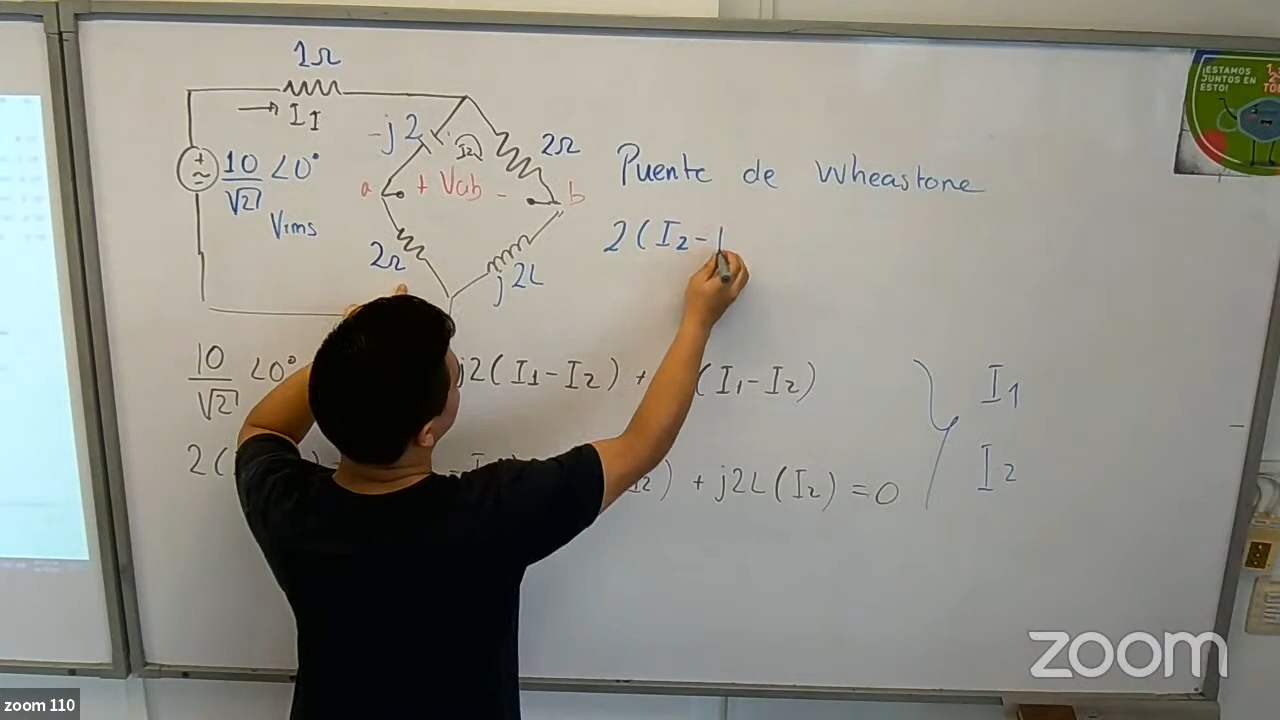 1Ω
I1
10/√2 <0°
Vrms
-j2
I2
2Ω
a + Vab - b
2Ω
j2L
Puente de Wheastone
2(I2-
10/√2 <0°
j2(I1-I2) + (I1-I2)
I1
2(
I2) + j2L(I2) = 0
I2
¡ESTAMOS
JUNTOS EN
ESTO!
zoom
zoom 110